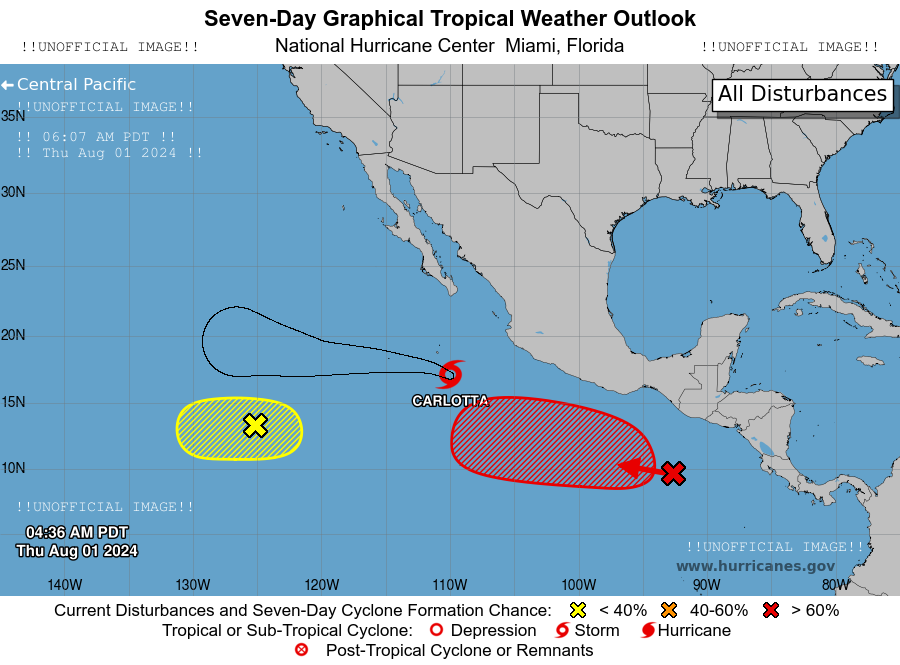 Seven-Day Graphical Tropical Weather Outlook
!!UNOFFICIAL IMAGE!! National Hurricane Center Miami, Florida !!UNOFFICIAL IMAGE!!
Central Pacific
All Disturbances
!!UNOFFICIAL IMAGE!!
35N
!! 06:07 AM PDT !!
!! Thu Aug 01 2024 !!
30N
25N
20N
CARLOTTA
15N
10N
!!UNOFFICIAL IMAGE!!
04:36 AM PDT
Thu Aug 01 2024
!!UNOFFICIAL IMAGE!!
www.hurricanes.gov
140W 130W 120W 110W 100W 90W 80W
Current Disturbances and Seven-Day Cyclone Formation Chance: < 40% 40-60% > 60%
Tropical or Sub-Tropical Cyclone: Depression Storm Hurricane
Post-Tropical Cyclone or Remnants